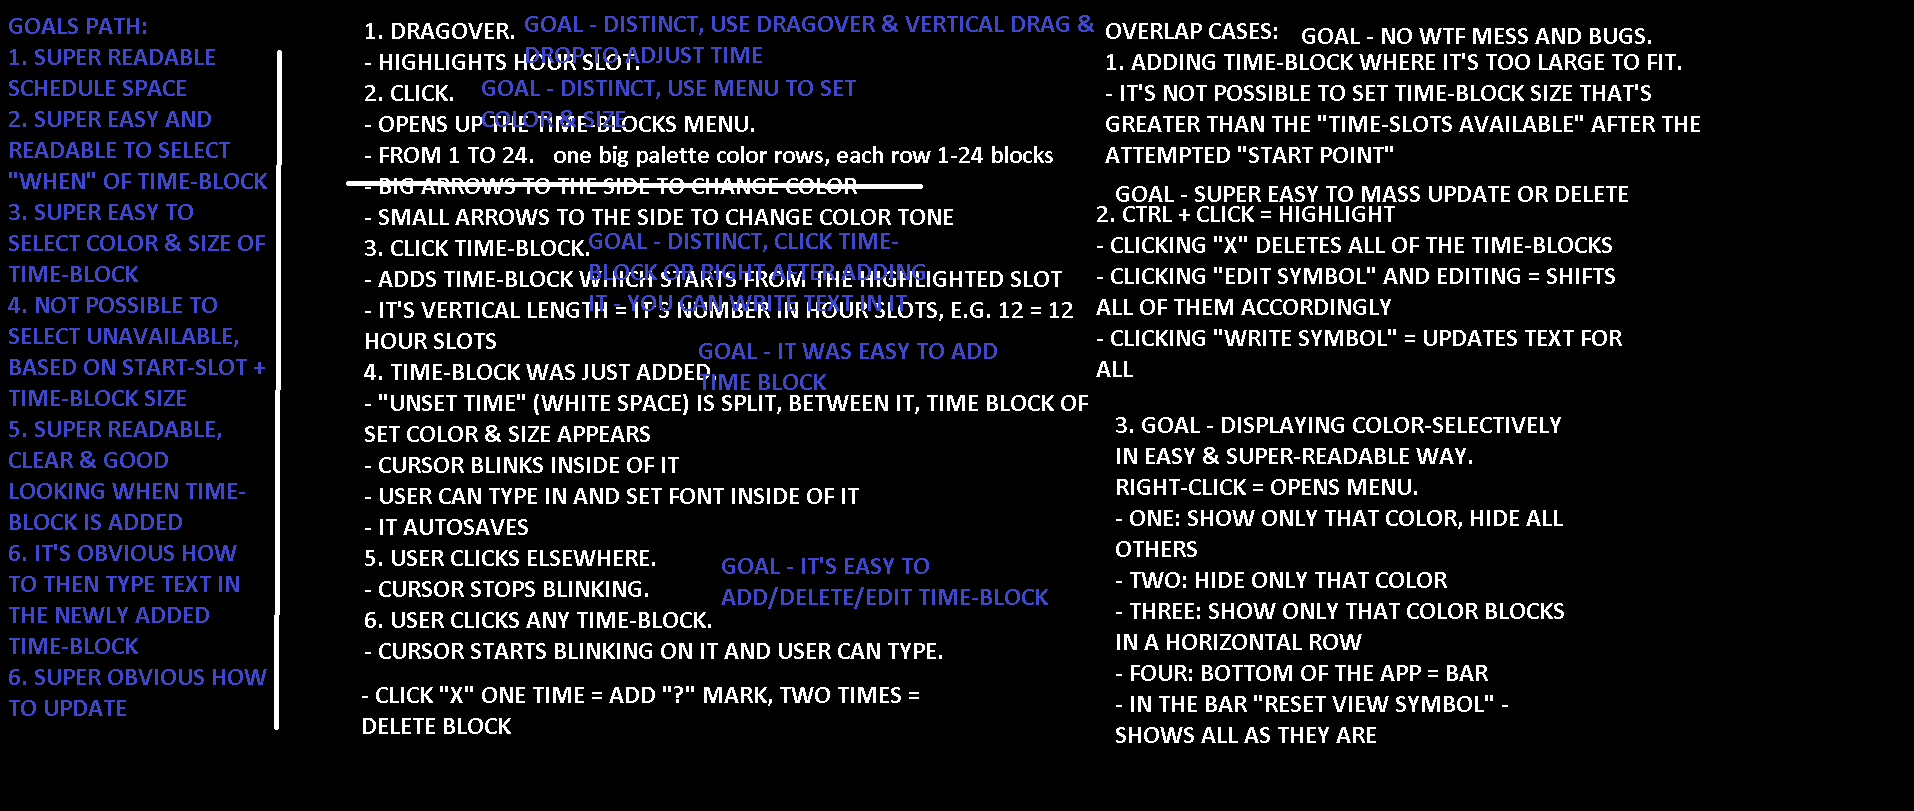 GOALS PATH:
1. SUPER READABLE
SCHEDULE SPACE
2. SUPER EASY AND
READABLE TO SELECT
"WHEN" OF TIME-BLOCK
3. SUPER EASY TO
SELECT COLOR & SIZE OF
TIME-BLOCK
4. NOT POSSIBLE TO
SELECT UNAVAILABLE,
BASED ON START-SLOT +
TIME-BLOCK SIZE
5. SUPER READABLE,
CLEAR & GOOD
LOOKING WHEN TIME-
BLOCK IS ADDED
6. IT'S OBVIOUS HOW
TO THEN TYPE TEXT IN
THE NEWLY ADDED
TIME-BLOCK
6. SUPER OBVIOUS HOW
TO UPDATE
1. DRAGOVER.
GOAL - DISTINCT, USE DRAGOVER & VERTICAL DRAG &
DROP TO ADJUST TIME
- HIGHLIGHTS HOUR SLOT.
2. CLICK.
GOAL - DISTINCT, USE MENU TO SET
COLOR & SIZE
- OPENS UP THE TIME-BLOCKS MENU.
- FROM 1 TO 24. one big palette color rows, each row 1-24 blocks
- BIG ARROWS TO THE SIDE TO CHANGE COLOR
- SMALL ARROWS TO THE SIDE TO CHANGE COLOR TONE
3. CLICK TIME-BLOCK.
GOAL - DISTINCT, CLICK TIME-
BLOCK OR RIGHT AFTER ADDING
IT - YOU CAN WRITE TEXT IN IT
- ADDS TIME-BLOCK WHICH STARTS FROM THE HIGHLIGHTED SLOT
- IT'S VERTICAL LENGTH = IT'S NUMBER IN HOUR SLOTS, E.G. 12 = 12
HOUR SLOTS
GOAL - IT WAS EASY TO ADD
TIME BLOCK
4. TIME-BLOCK WAS JUST ADDED.
- "UNSET TIME" (WHITE SPACE) IS SPLIT, BETWEEN IT, TIME BLOCK OF
SET COLOR & SIZE APPEARS
- CURSOR BLINKS INSIDE OF IT
- USER CAN TYPE IN AND SET FONT INSIDE OF IT
- IT AUTOSAVES
5. USER CLICKS ELSEWHERE.
- CURSOR STOPS BLINKING.
GOAL - IT'S EASY TO
ADD/DELETE/EDIT TIME-BLOCK
6. USER CLICKS ANY TIME-BLOCK.
- CURSOR STARTS BLINKING ON IT AND USER CAN TYPE.
- CLICK "X" ONE TIME = ADD "?" MARK, TWO TIMES =
DELETE BLOCK
OVERLAP CASES:
GOAL - NO WTF MESS AND BUGS.
1. ADDING TIME-BLOCK WHERE IT'S TOO LARGE TO FIT.
- IT'S NOT POSSIBLE TO SET TIME-BLOCK SIZE THAT'S
GREATER THAN THE "TIME-SLOTS AVAILABLE" AFTER THE
ATTEMPTED "START POINT"
GOAL - SUPER EASY TO MASS UPDATE OR DELETE
2. CTRL + CLICK = HIGHLIGHT
- CLICKING "X" DELETES ALL OF THE TIME-BLOCKS
- CLICKING "EDIT SYMBOL" AND EDITING = SHIFTS
ALL OF THEM ACCORDINGLY
- CLICKING "WRITE SYMBOL" = UPDATES TEXT FOR
ALL
3. GOAL - DISPLAYING COLOR-SELECTIVELY
IN EASY & SUPER-READABLE WAY.
RIGHT-CLICK = OPENS MENU.
- ONE: SHOW ONLY THAT COLOR, HIDE ALL
OTHERS
- TWO: HIDE ONLY THAT COLOR
- THREE: SHOW ONLY THAT COLOR BLOCKS
IN A HORIZONTAL ROW
- FOUR: BOTTOM OF THE APP = BAR
- IN THE BAR "RESET VIEW SYMBOL" -
SHOWS ALL AS THEY ARE